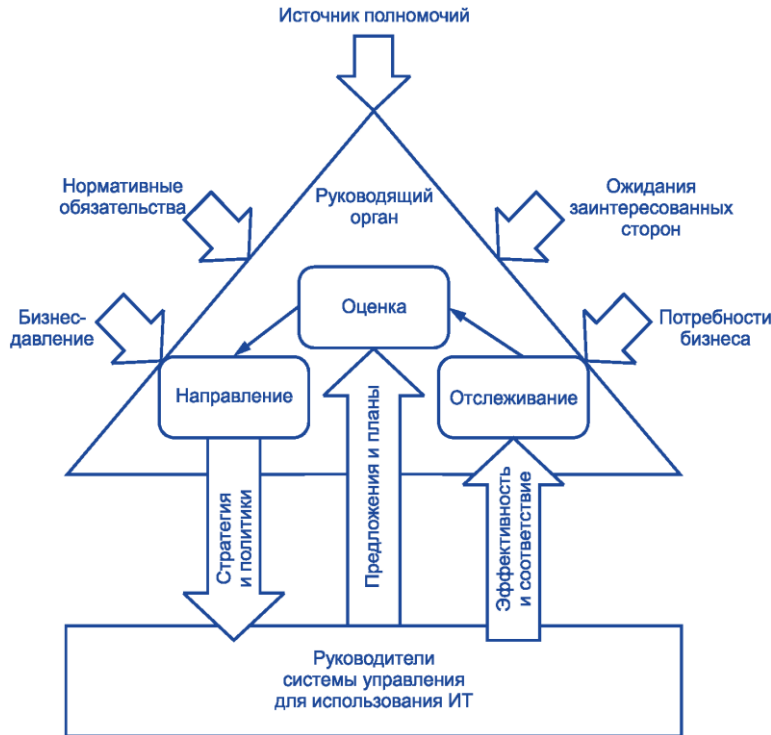 Источник полномочий
Нормативные
обязательства
Руководящий
орган
Ожидания
заинтересованных
сторон
Бизнес-
давление
Оценка
Потребности
бизнеса
Направление
Отслеживание
Стратегия
и политики
Предложения и планы
Эффективность
и соответствие
Руководители
системы управления
для использования ИТ